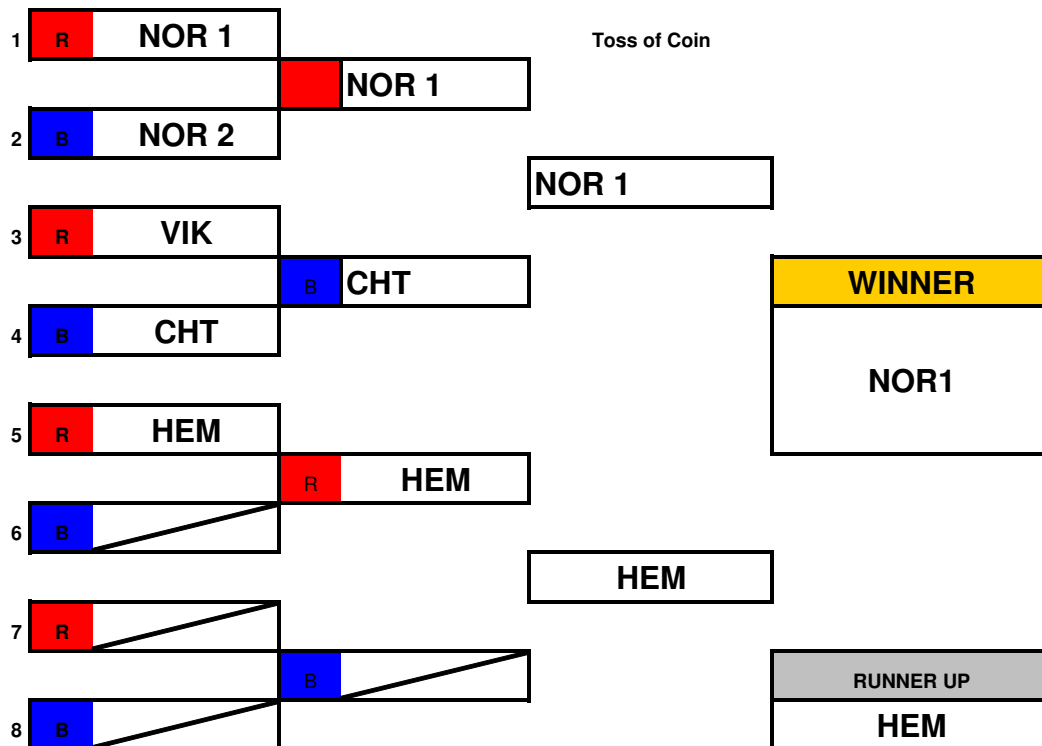 1 R NOR 1 Toss of Coin
NOR 1
2 B NOR 2
NOR 1
3 R VIK
B CHT WINNER
4 B CHT
NOR1
5 R HEM
R HEM
6 B
HEM
7 R
B RUNNER UP
8 B HEM